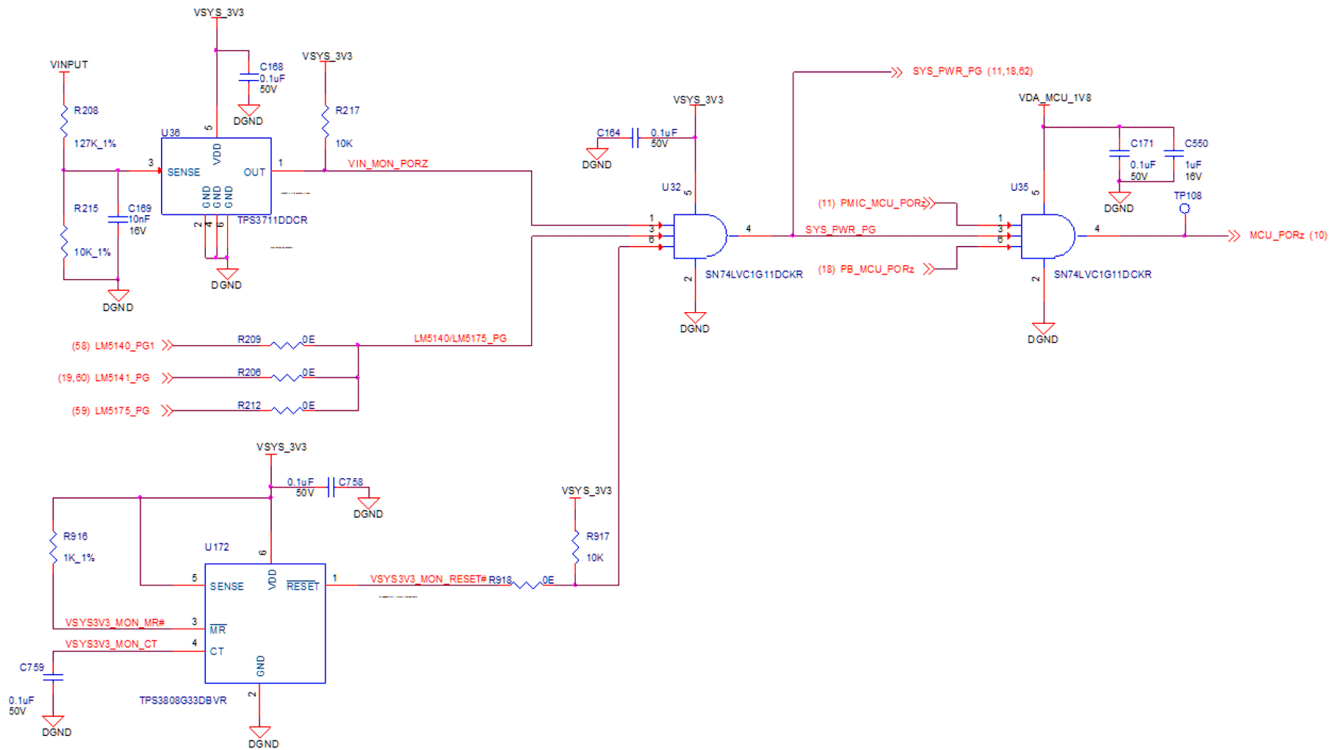 VSYS_3V3
VINPUT
C168
0.1uF
50V
DGND
VSYS_3V3
R208
127K_1%
R217
10K
U36
5
VDD
3
SENSE
OUT
1
GND
GND
GND
2
4
6
TPS3711DDCR
VIN_MON_PORZ
R215
10K_1%
C169
10nF
16V
DGND
DGND
VSYS_3V3
C164
0.1uF
50V
DGND
U32
5
1
3
6
4
2
SN74LVC1G11DCKR
DGND
SYS_PWR_PG (11,18,62)
SYS_PWR_PG
VDA_MCU_1V8
C171
0.1uF
50V
C550
1uF
16V
DGND
TP108
U35
5
(11) PMIC_MCU_PORz
(18) PB_MCU_PORz
1
3
6
4
2
SN74LVC1G11DCKR
DGND
MCU_PORz (10)
(58) LM5140_PG1
R209
0E
LM5140/LM5175_PG
(19,60) LM5141_PG
R206
0E
(59) LM5175_PG
R212
0E
VSYS_3V3
0.1uF
50V
C758
DGND
R916
1K_1%
U172
6
VDD
5
SENSE
RESET
1
VSYS3V3_MON_RESET#
R918
0E
VSYS_3V3
R917
10K
VSYS3V3_MON_MR#
3
MR
VSYS3V3_MON_CT
4
CT
GND
2
C759
0.1uF
50V
DGND
TPS3808G33DBVR
DGND